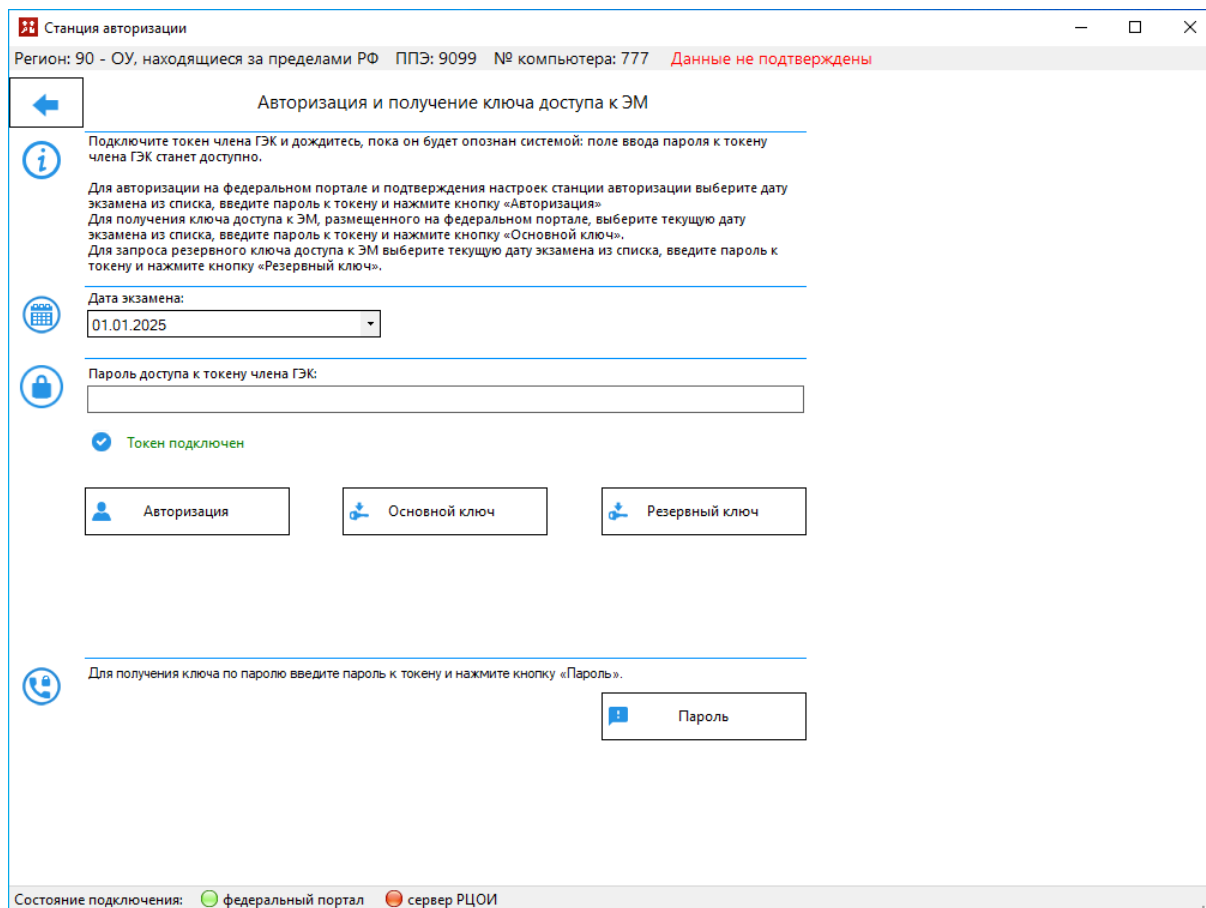 Станция авторизации
Регион: 90 - ОУ, находящиеся за пределами РФ ППЭ: 9099 № компьютера: 777 Данные не подтверждены
Авторизация и получение ключа доступа к ЭМ
Подключите токен члена ГЭК и дождитесь, пока он будет опознан системой: поле ввода пароля к токену
члена ГЭК станет доступно.
Для авторизации на федеральном портале и подтверждения настроек станции авторизации выберите дату
экзамена из списка, введите пароль к токену и нажмите кнопку «Авторизация»
Для получения ключа доступа к ЭМ, размещенного на федеральном портале, выберите текущую дату
экзамена из списка, введите пароль к токену и нажмите кнопку «Основной ключ».
Для запроса резервного ключа доступа к ЭМ выберите текущую дату экзамена из списка, введите пароль к
токену и нажмите кнопку «Резервный ключ».
Дата экзамена:
01.01.2025
Пароль доступа к токену члена ГЭК:
Токен подключен
Авторизация Основной ключ Резервный ключ
Для получения ключа по паролю введите пароль к токену и нажмите кнопку «Пароль».
Пароль
Состояние подключения: федеральный портал сервер РЦОИ